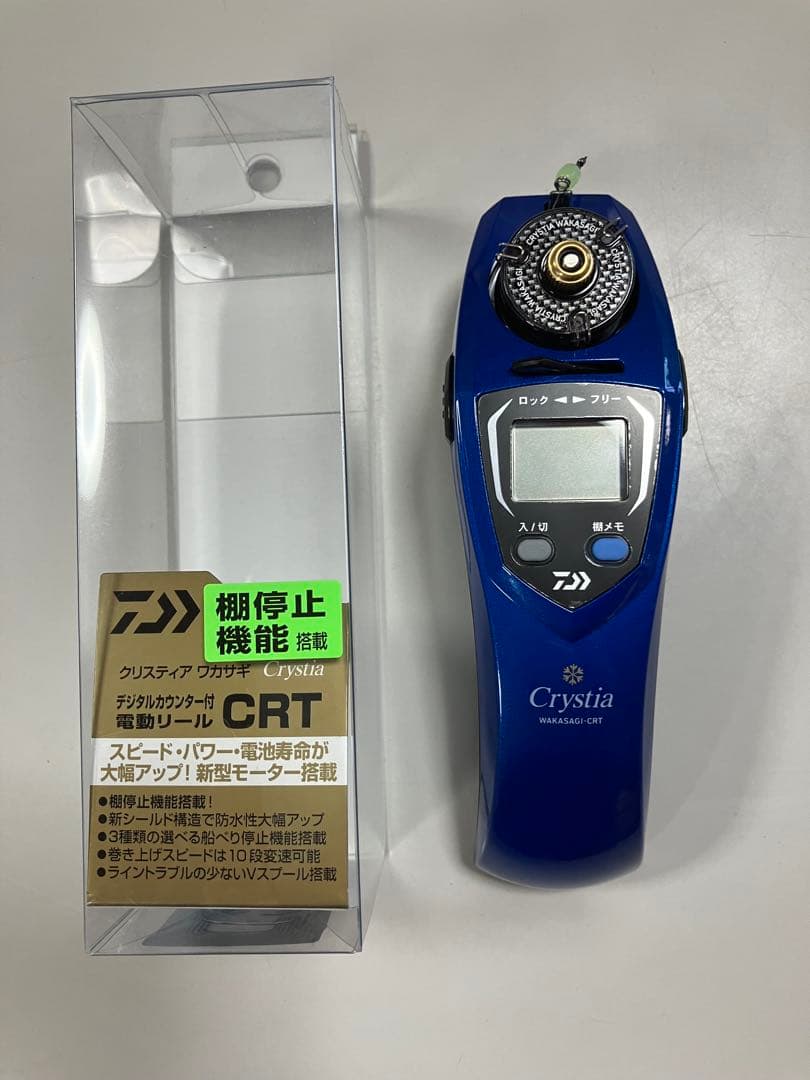 棚停止
機能 搭載
クリスティア ワカサギ Crystia
デジタルカウンター付
電動リール CRT
スピード・パワー・電池寿命が
大幅アップ!新型モーター搭載
●棚停止機能搭載!
●新シールド構造で防水性大幅アップ
●3種類の選べる船べり停止機能搭載
●巻き上げスピードは10段変速可能
●ライントラブルの少ないVスプール搭載
CRYSTIA WAKASAGI
CRYSTIA WAKASAGI
CRYSTIA WAKASAGI
ロック ◀ ▶ フリー
入/切 棚メモ
Crystia
WAKASAGI-CRT